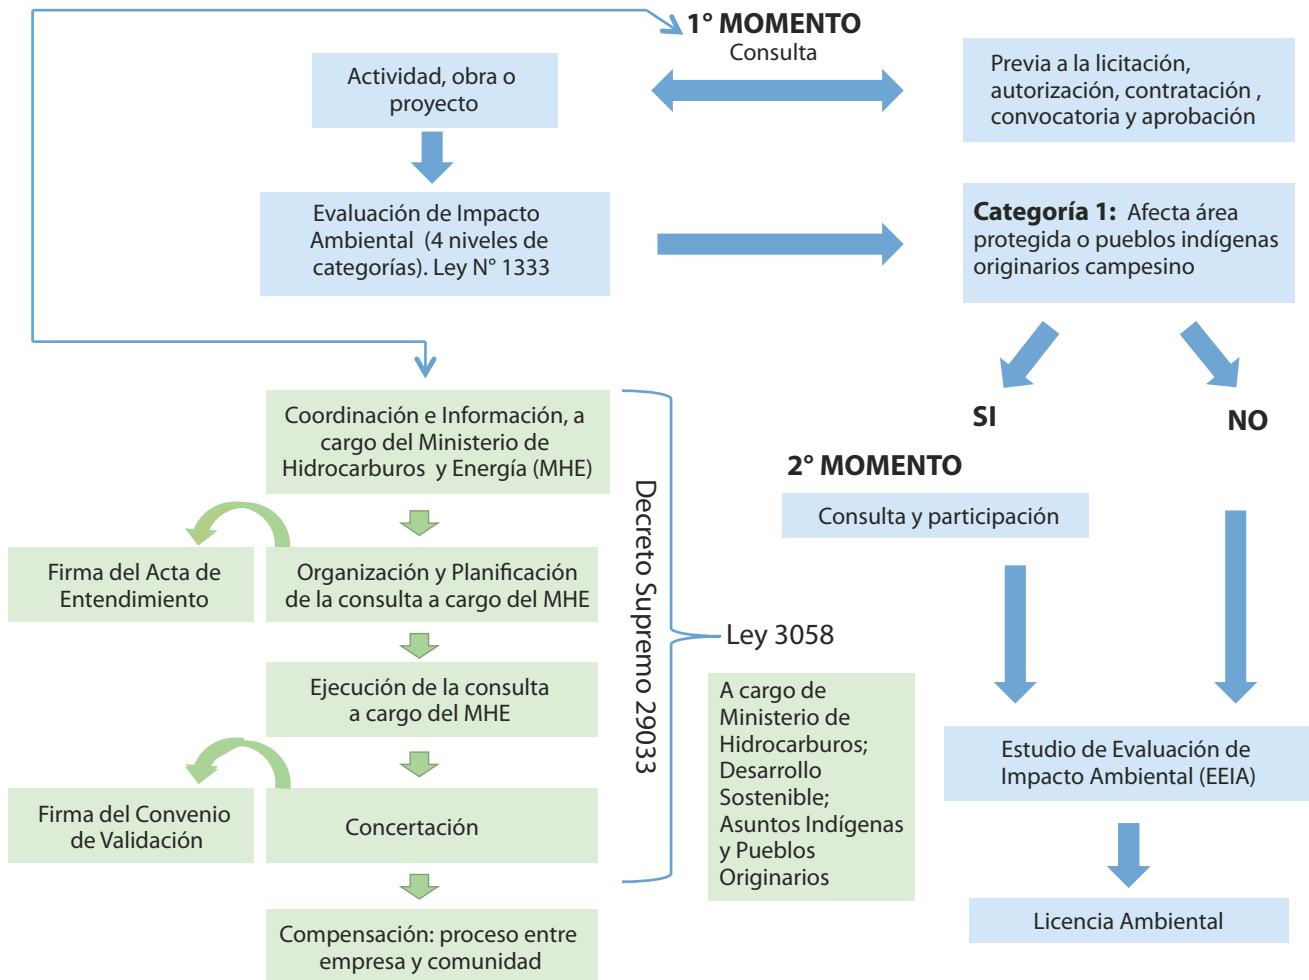 1° MOMENTO
Consulta
Actividad, obra o
proyecto
Previa a la licitación,
autorización, contratación ,
convocatoria y aprobación
Evaluación de Impacto
Ambiental (4 niveles de
categorías). Ley N° 1333
Categoría 1: Afecta área
protegida o pueblos indígenas
originarios campesino
SI
NO
2° MOMENTO
Consulta y participación
Coordinación e Información, a
cargo del Ministerio de
Hidrocarburos y Energía (MHE)
Firma del Acta de
Entendimiento
Organización y Planificación
de la consulta a cargo del MHE
Ejecución de la consulta
a cargo del MHE
Firma del Convenio
de Validación
Concertación
Compensación: proceso entre
empresa y comunidad
Decreto Supremo 29033
Ley 3058
A cargo de
Ministerio de
Hidrocarburos;
Desarrollo
Sostenible;
Asuntos Indígenas
y Pueblos
Originarios
Estudio de Evaluación de
Impacto Ambiental (EEIA)
Licencia Ambiental